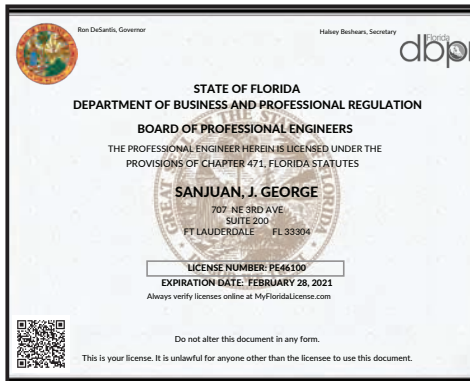 Ron DeSantis, Governor
Halsey Beshears, Secretary
Florida
dbpr
STATE OF FLORIDA
DEPARTMENT OF BUSINESS AND PROFESSIONAL REGULATION
BOARD OF PROFESSIONAL ENGINEERS
THE PROFESSIONAL ENGINEER HEREIN IS LICENSED UNDER THE
PROVISIONS OF CHAPTER 471, FLORIDA STATUTES
SANJUAN, J. GEORGE
707 NE 3RD AVE
SUITE 200
FT LAUDERDALE FL 33304
LICENSE NUMBER: PE46100
EXPIRATION DATE: FEBRUARY 28, 2021
Always verify licenses online at MyFloridaLicense.com
Do not alter this document in any form.
This is your license. It is unlawful for anyone other than the licensee to use this document.